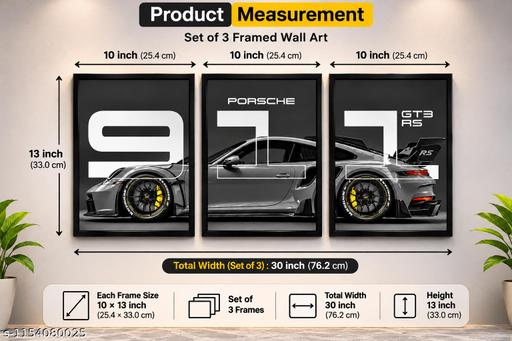 Product Measurement
Set of 3 Framed Wall Art
10 inch (25.4 cm) 10 inch (25.4 cm) 10 inch (25.4 cm)
13 inch
(33.0 cm)
911
PORSCHE
GT3
RS
RS
Total Width (Set of 3) : 30 inch (76.2 cm)
Each Frame Size
10 × 13 inch
(25.4 × 33.0 cm)
Set of
3 Frames
Total Width
30 inch
(76.2 cm)
Height
13 inch
(33.0 cm)
s-1154080025